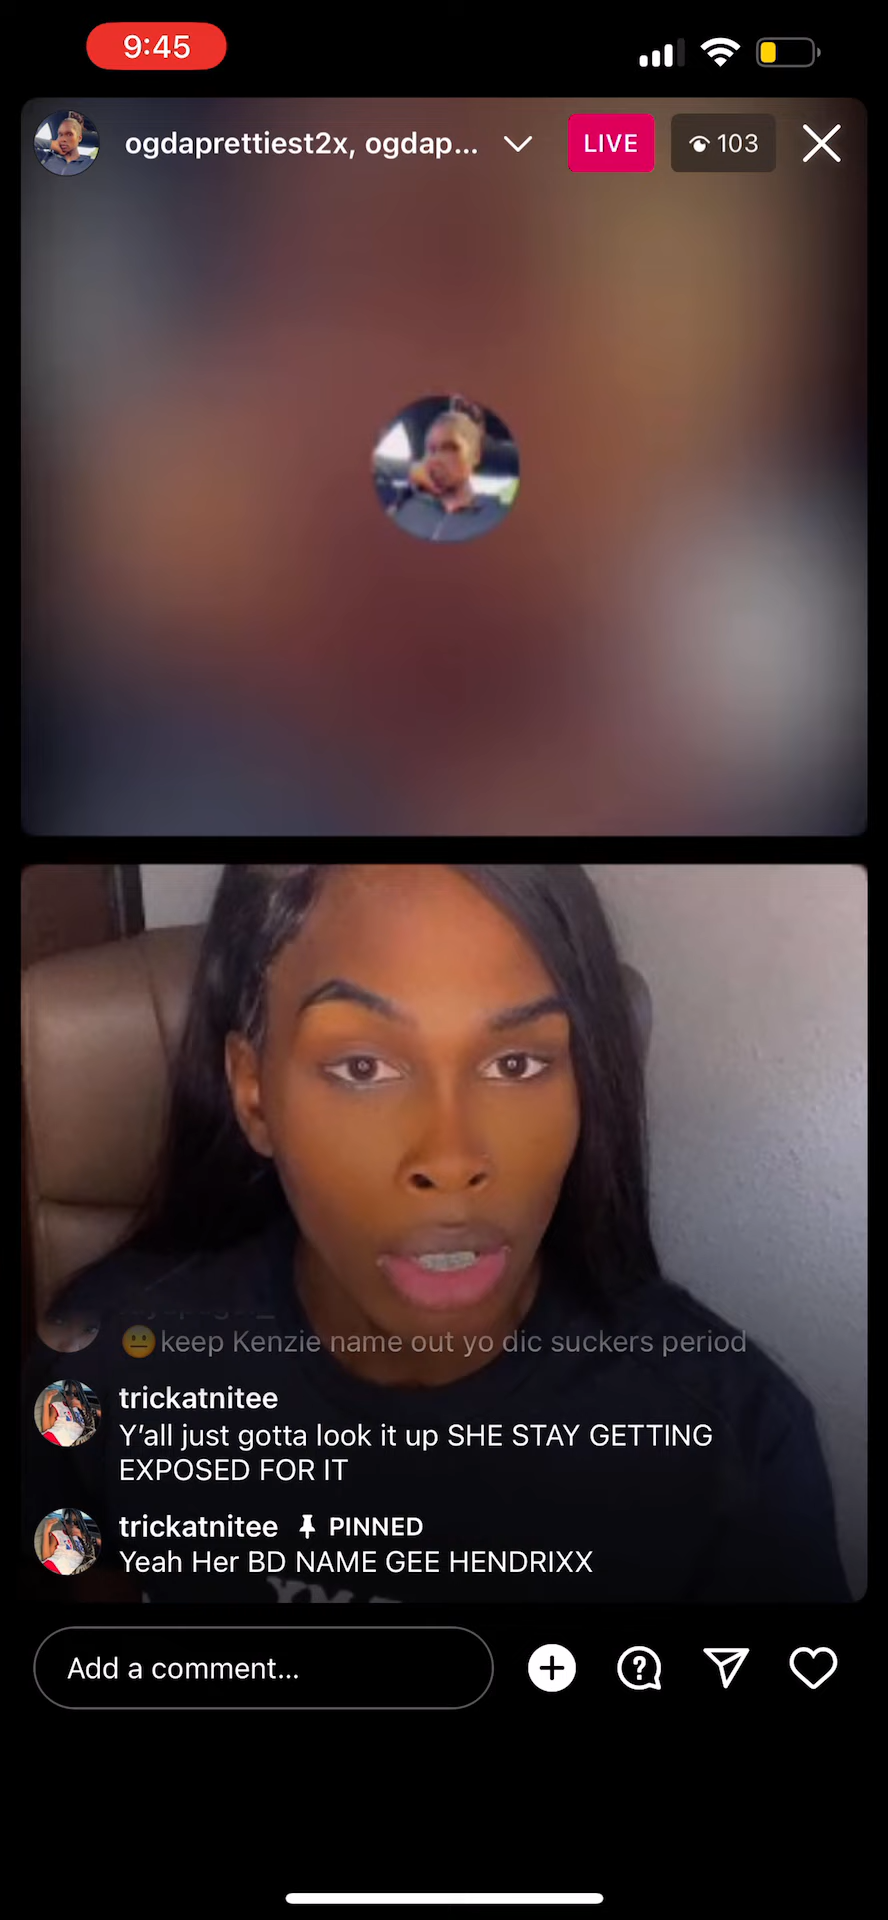 9:45
ogdaprettiest2x, ogdap...
LIVE
103
😐keep Kenzie name out yo dic suckers period
trickatnitee
Y'all just gotta look it up SHE STAY GETTING
EXPOSED FOR IT
trickatnitee PINNED
Yeah Her BD NAME GEE HENDRIXX
Add a comment...